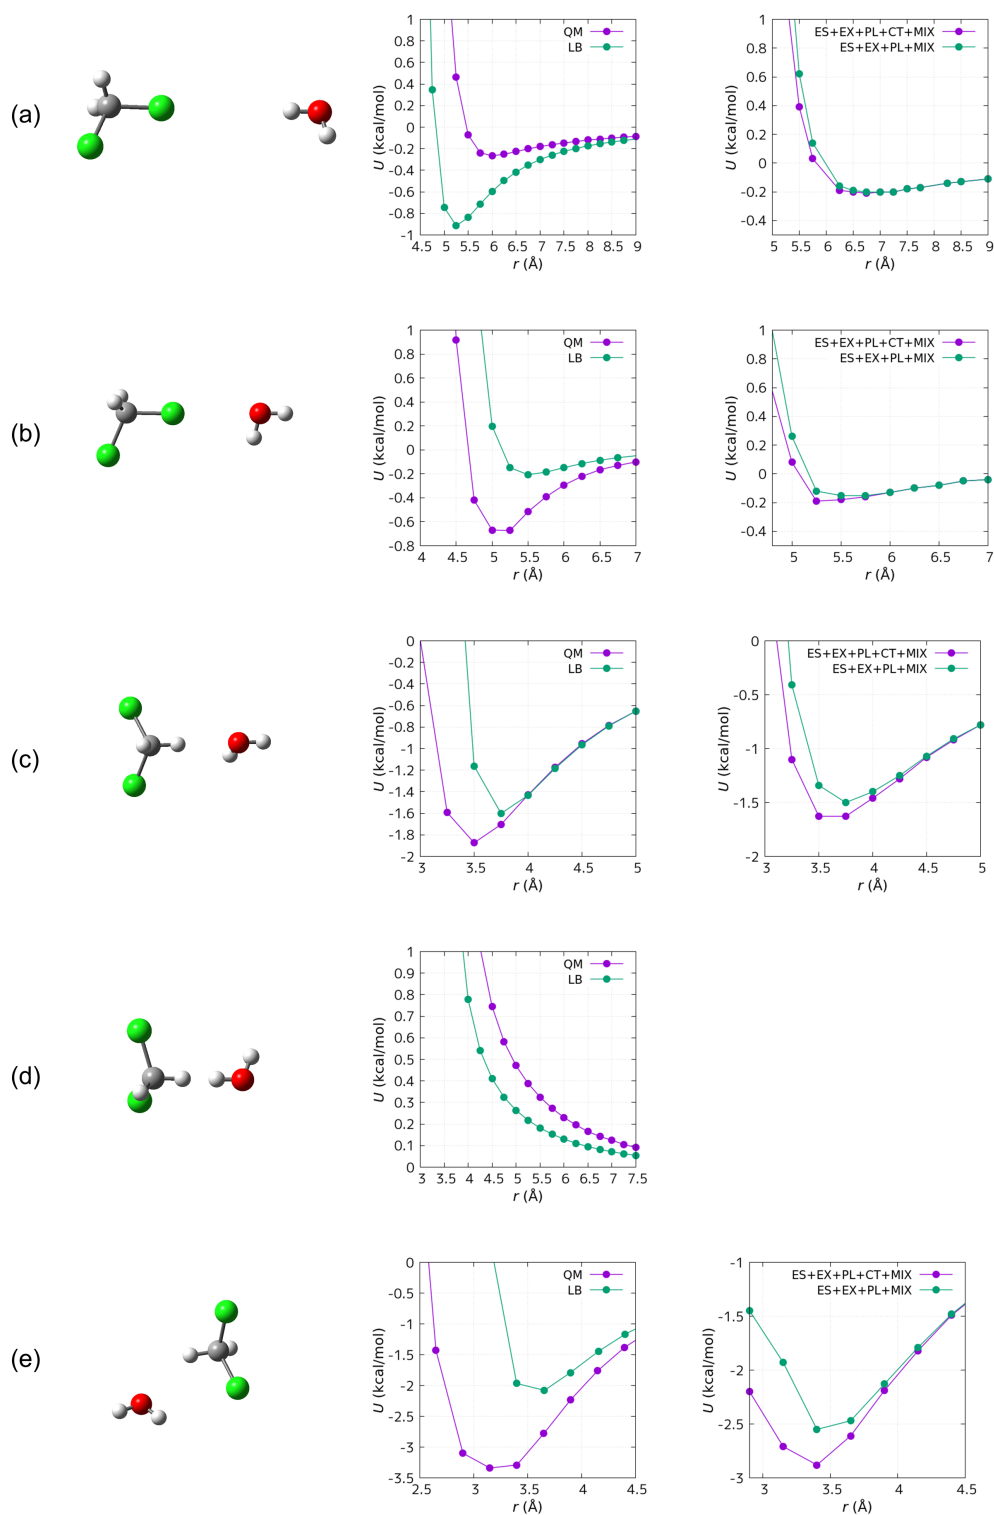 (a)
QM
LB
U (kcal/mol)
1
0.8
0.6
0.4
0.2
0
-0.2
-0.4
-0.6
-0.8
-1
4.5 5 5.5 6 6.5 7 7.5 8 8.5 9
r (Å)
ES+EX+PL+CT+MIX
ES+EX+PL+MIX
U (kcal/mol)
1
0.8
0.6
0.4
0.2
0
-0.2
-0.4
5 5.5 6 6.5 7 7.5 8 8.5 9
r (Å)
(b)
QM
LB
U (kcal/mol)
1
0.8
0.6
0.4
0.2
0
-0.2
-0.4
-0.6
-0.8
4 4.5 5 5.5 6 6.5 7
r (Å)
ES+EX+PL+CT+MIX
ES+EX+PL+MIX
U (kcal/mol)
1
0.8
0.6
0.4
0.2
0
-0.2
-0.4
5 5.5 6 6.5 7
r (Å)
(c)
QM
LB
U (kcal/mol)
0
-0.2
-0.4
-0.6
-0.8
-1
-1.2
-1.4
-1.6
-1.8
-2
3 3.5 4 4.5 5
r (Å)
ES+EX+PL+CT+MIX
ES+EX+PL+MIX
U (kcal/mol)
0
-0.5
-1
-1.5
-2
3 3.5 4 4.5 5
r (Å)
(d)
QM
LB
U (kcal/mol)
1
0.9
0.8
0.7
0.6
0.5
0.4
0.3
0.2
0.1
0
3 3.5 4 4.5 5 5.5 6 6.5 7 7.5
r (Å)
(e)
QM
LB
U (kcal/mol)
0
-0.5
-1
-1.5
-2
-2.5
-3
-3.5
2.5 3 3.5 4 4.5
r (Å)
ES+EX+PL+CT+MIX
ES+EX+PL+MIX
U (kcal/mol)
-1
-1.5
-2
-2.5
-3
3 3.5 4 4.5
r (Å)